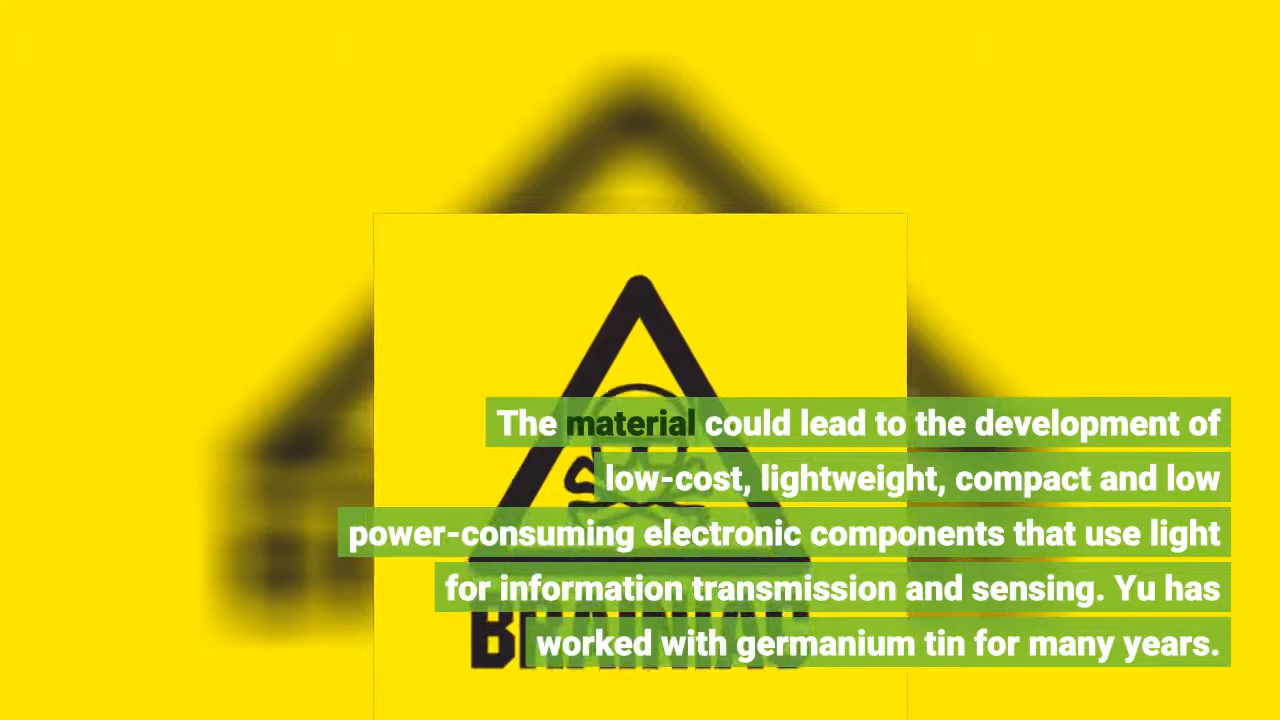 The material could lead to the development of
low-cost, lightweight, compact and low
power-consuming electronic components that use light
for information transmission and sensing. Yu has
worked with germanium tin for many years.
BRAINIAC